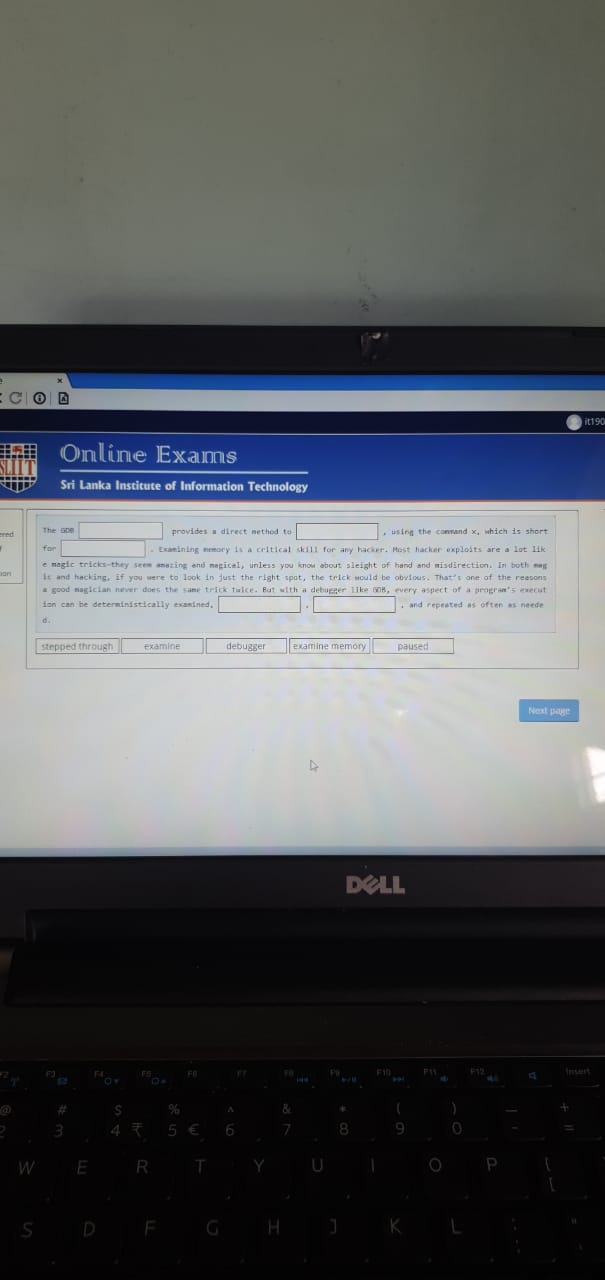 it190
SLIIT
Online Exams
Sri Lanka Institute of Information Technology
ered
The GDB provides a direct method to , using the command x, which is short
for . Examining memory is a critical skill for any hacker. Most hacker exploits are a lot lik
e magic tricks—they seem amazing and magical, unless you know about sleight of hand and misdirection. In both mag
ic and hacking, if you were to look in just the right spot, the trick would be obvious. That's one of the reasons
a good magician never does the same trick twice. But with a debugger like GDB, every aspect of a program's execut
ion can be deterministically examined, , , and repeated as often as neede
d.
stepped through examine debugger examine memory paused
Next page
DELL
F2 F3 F4 F5 F6 F7 F8 F9 F10 F11 F12 Insert
@ # $ % ^ & * ( ) — +
2 3 4 ₹ 5 € 6 7 8 9 0 - =
W E R T Y U I O P { [
S D F G H J K L : ; "